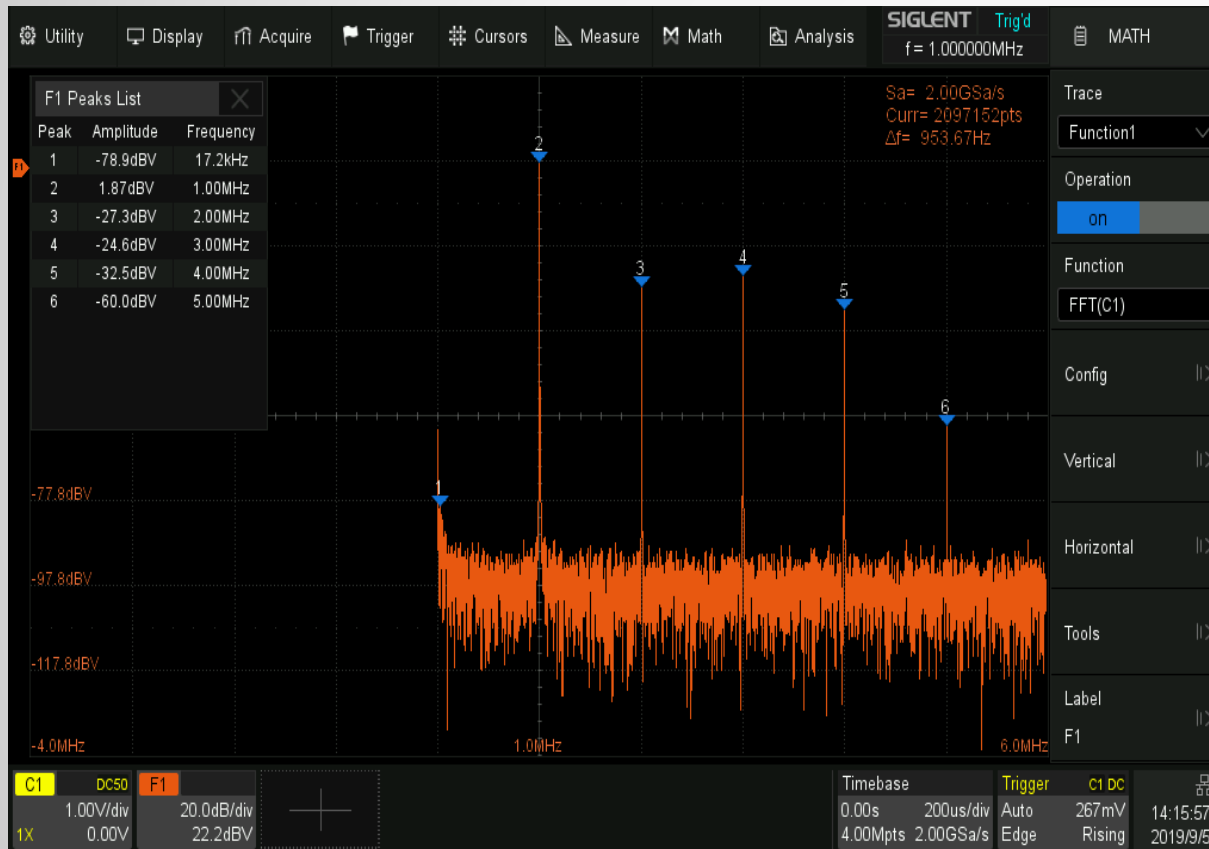 Utility Display Acquire Trigger Cursors Measure Math Analysis
SIGLENT Trig'd
f = 1.000000MHz
MATH
F1 Peaks List
Peak Amplitude Frequency
1 -78.9dBV 17.2kHz
2 1.87dBV 1.00MHz
3 -27.3dBV 2.00MHz
4 -24.6dBV 3.00MHz
5 -32.5dBV 4.00MHz
6 -60.0dBV 5.00MHz
Sa= 2.00GSa/s
Curr= 2097152pts
Δf= 953.67Hz
F1
2
3
4
5
6
1
-77.8dBV
-97.8dBV
-117.8dBV
-4.0MHz 1.0MHz 6.0MHz
Trace
Function1
Operation
on
Function
FFT(C1)
Config
Vertical
Horizontal
Tools
Label
F1
C1 DC50
1.00V/div
1X 0.00V
F1
20.0dB/div
22.2dBV
Timebase
0.00s 200us/div
4.00Mpts 2.00GSa/s
Trigger C1 DC
Auto 267mV
Edge Rising
14:15:57
2019/9/5